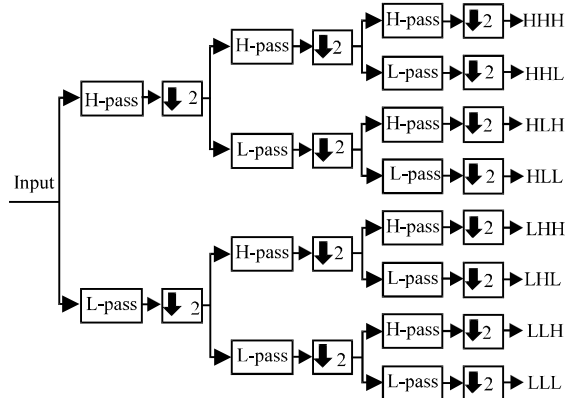 H-pass 2 HHH
H-pass 2
L-pass 2 HHL
H-pass 2
H-pass 2 HLH
L-pass 2
L-pass 2 HLL
Input
H-pass 2 LHH
H-pass 2
L-pass 2 LHL
L-pass 2
H-pass 2 LLH
L-pass 2
L-pass 2 LLL